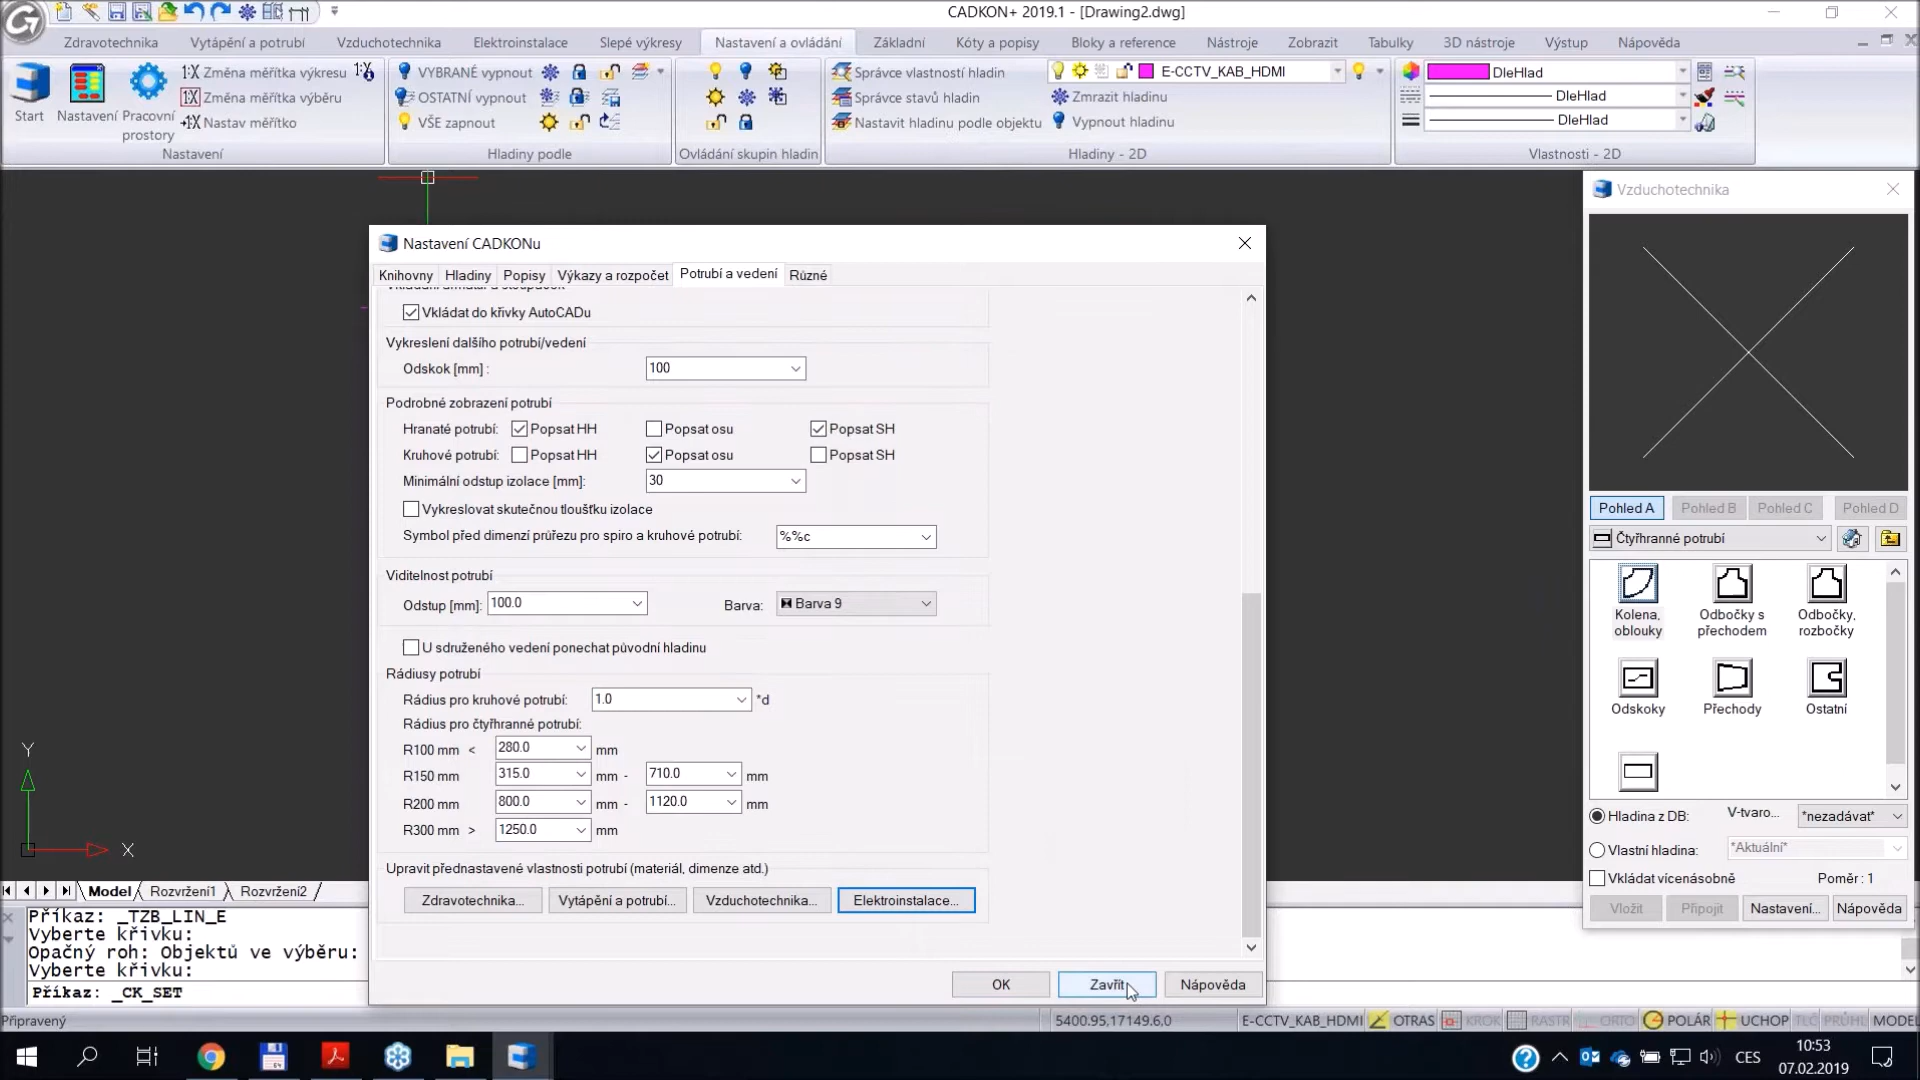 CADKON+ 2019.1 - [Drawing2.dwg]
Zdravotechnika Vytápění a potrubí Vzduchotechnika Elektroinstalace Slepé výkresy Nastavení a ovládání Základní Kóty a popisy Bloky a reference Nástroje Zobrazit Tabulky 3D nástroje Výstup Nápověda
Start Nastavení Pracovní prostory
Změna měřítka výkresu
Změna měřítka výběru
Nastav měřítko
Nastavení
VYBRANÉ vypnout
OSTATNÍ vypnout
VŠE zapnout
Hladiny podle
Ovládání skupin hladin
Správce vlastností hladin
Správce stavů hladin
Nastavit hladinu podle objektu
E-CCTV_KAB_HDMI
Zmrazit hladinu
Vypnout hladinu
Hladiny - 2D
DleHlad
DleHlad
DleHlad
Vlastnosti - 2D
Nastavení CADKONu
Knihovny Hladiny Popisy Výkazy a rozpočet Potrubí a vedení Různé
Vkládat do křivky AutoCADu
Vykreslení dalšího potrubí/vedení
Odskok [mm] : 100
Podrobné zobrazení potrubí
Hranaté potrubí: Popsat HH Popsat osu Popsat SH
Kruhové potrubí: Popsat HH Popsat osu Popsat SH
Minimální odstup izolace [mm]: 30
Vykreslovat skutečnou tloušťku izolace
Symbol před dimenzí průřezu pro spiro a kruhové potrubí: %%c
Viditelnost potrubí
Odstup [mm]: 100.0 Barva: Barva 9
U sdruženého vedení ponechat původní hladinu
Rádiusy potrubí
Rádius pro kruhové potrubí: 1.0 *d
Rádius pro čtyřhranné potrubí:
R100 mm < 280.0 mm
R150 mm 315.0 mm - 710.0 mm
R200 mm 800.0 mm - 1120.0 mm
R300 mm > 1250.0 mm
Upravit přednastavené vlastnosti potrubí (materiál, dimenze atd.)
Zdravotechnika... Vytápění a potrubí... Vzduchotechnika... Elektroinstalace...
OK Zavřít Nápověda
Vzduchotechnika
Pohled A Pohled B Pohled C Pohled D
Čtyřhranné potrubí
Kolena, oblouky
Odbočky s přechodem
Odbočky, rozbočky
Odskoky Přechody Ostatní
Hladina z DB: V-tvaro... *nezadávat*
Vlastní hladina: *Aktuální*
Vkládat vícenásobně Poměr : 1
Vložit Připojit Nastavení... Nápověda
Y
X
Model Rozvržení1 Rozvržení2
Příkaz: _TZB_LIN_E
Vyberte křivku:
Opačný roh: Objektů ve výběru:
Vyberte křivku:
Příkaz: _CK_SET
Připravený
5400.95,17149.6,0 E-CCTV_KAB_HDMI OTRAS KROK RASTR ORTO POLÁR UCHOP TLČ PRŮHL MODEL
CES
10:53
07.02.2019